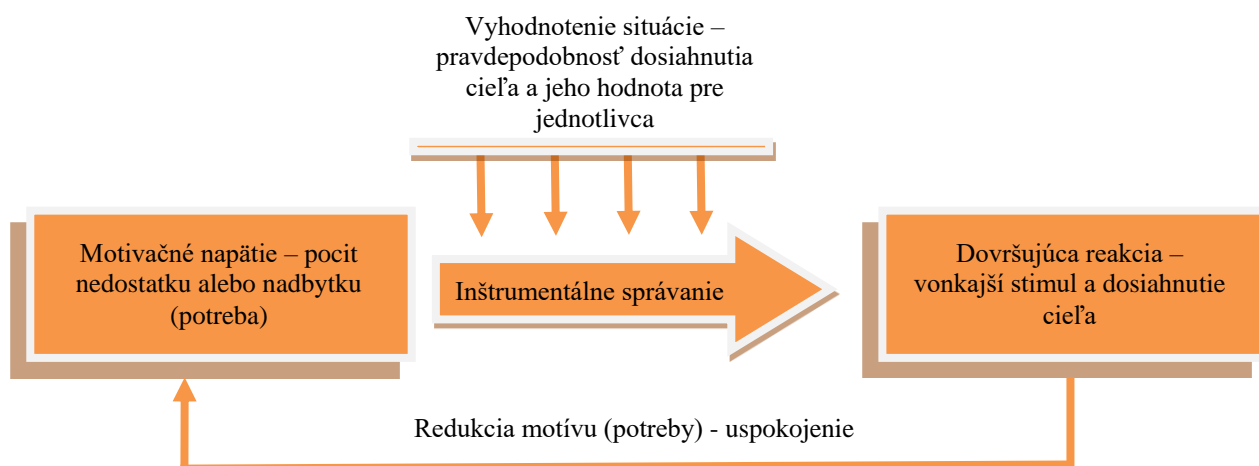 Vyhodnotenie situácie –
pravdepodobnosť dosiahnutia
cieľa a jeho hodnota pre
jednotlivca
Motivačné napätie – pocit
nedostatku alebo nadbytku
(potreba)
Inštrumentálne správanie
Dovršujúca reakcia –
vonkajší stimul a dosiahnutie
cieľa
Redukcia motívu (potreby) - uspokojenie